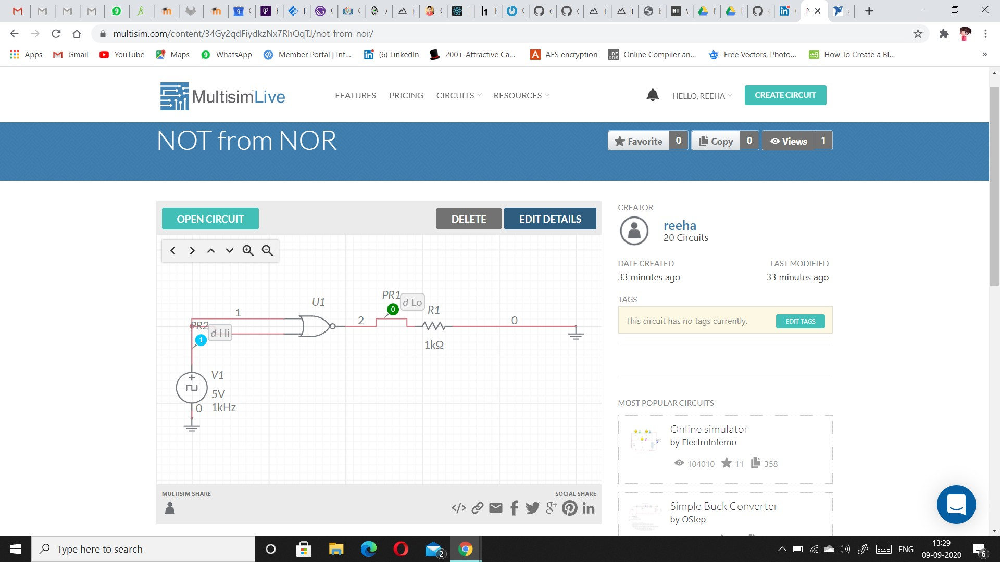 multisim.com/content/34Gy2qdFiydkzNx7RhQqTJ/not-from-nor/
Apps
Gmail
YouTube
Maps
WhatsApp
Member Portal | Int...
(6) LinkedIn
200+ Attractive Ca...
AES encryption
Online Compiler an...
Free Vectors, Photo...
How To Create a Bl...
»
MultisimLive
FEATURES
PRICING
CIRCUITS
RESOURCES
HELLO, REEHA
CREATE CIRCUIT
NOT from NOR
Favorite 0
Copy 0
Views 1
OPEN CIRCUIT
DELETE
EDIT DETAILS
PR1
d Lo
0
U1
R1
1
2
0
1kΩ
PR2
d Hi
1
V1
5V
1kHz
0
MULTISIM SHARE
SOCIAL SHARE
CREATOR
reeha
20 Circuits
DATE CREATED
LAST MODIFIED
33 minutes ago
33 minutes ago
TAGS
This circuit has no tags currently.
EDIT TAGS
MOST POPULAR CIRCUITS
Online simulator
by ElectroInferno
104010 11 358
Simple Buck Converter
by OStep
Type here to search
2
ENG
13:29
09-09-2020
6